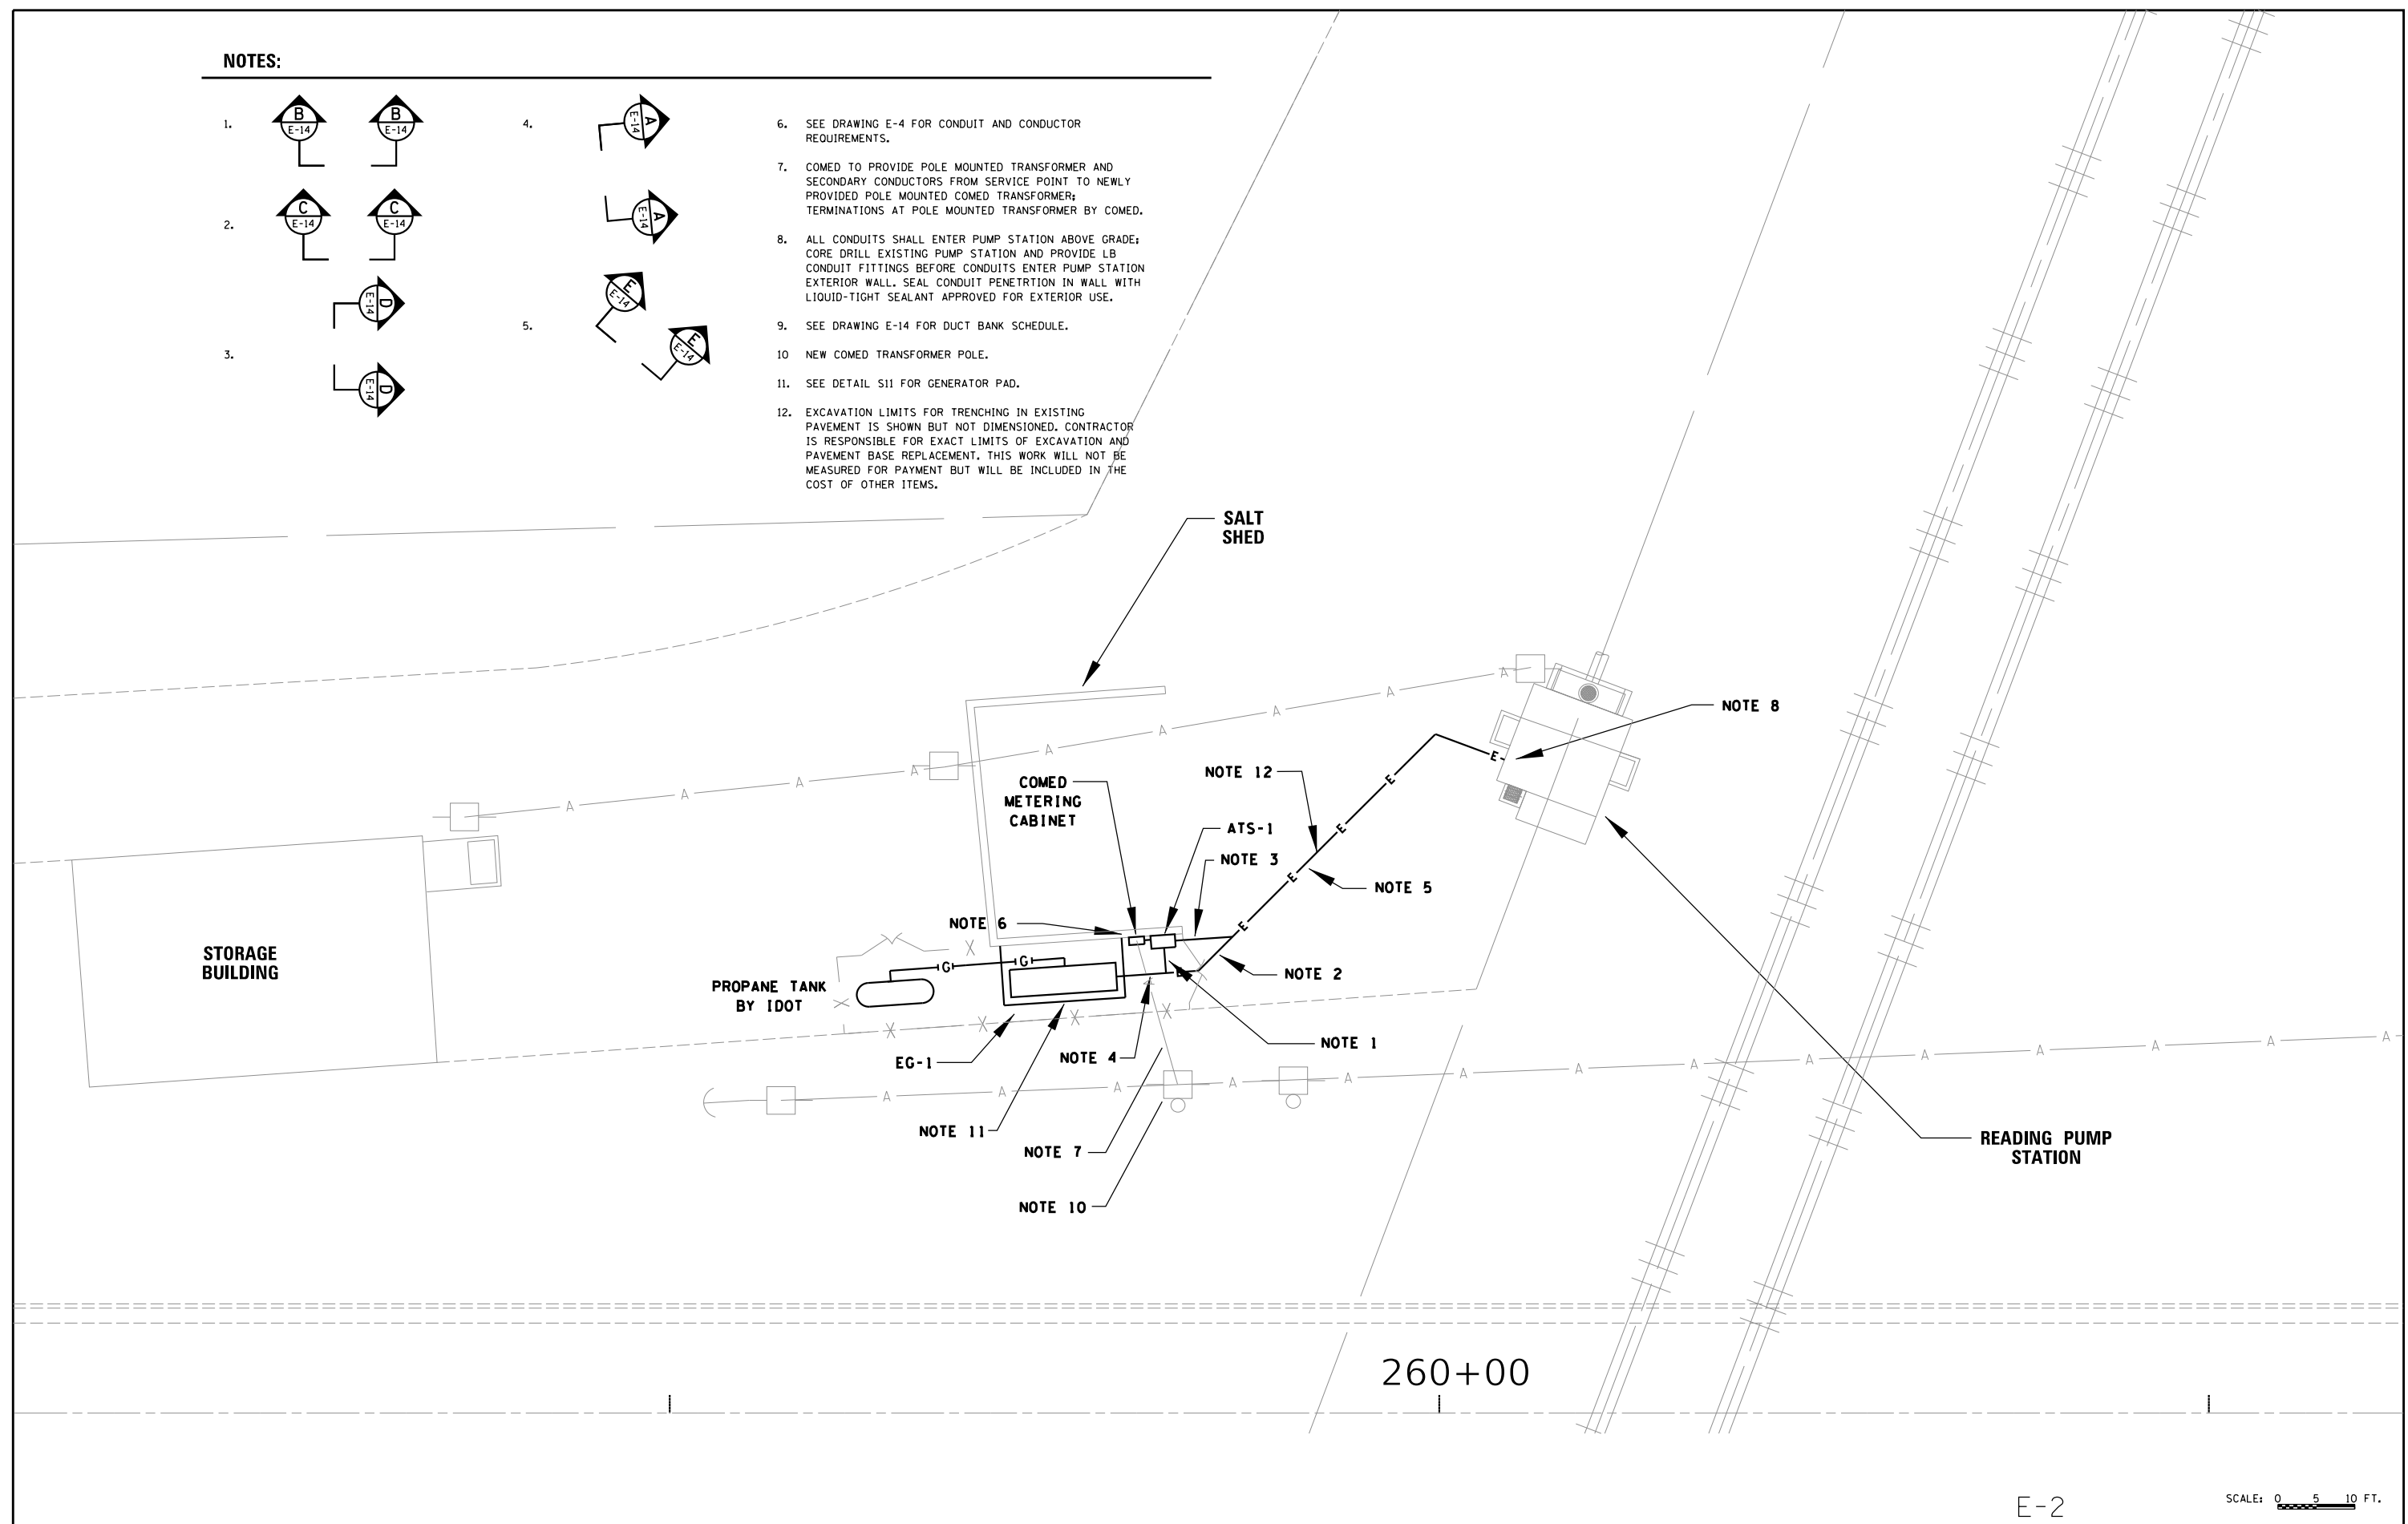 NOTES:
1.
B
E-14
B
E-14
2.
C
E-14
C
E-14
3.
D
E-14
D
E-14
4.
A
E-14
A
E-14
5.
E
E-14
E
E-14
6. SEE DRAWING E-4 FOR CONDUIT AND CONDUCTOR
REQUIREMENTS.
7. COMED TO PROVIDE POLE MOUNTED TRANSFORMER AND
SECONDARY CONDUCTORS FROM SERVICE POINT TO NEWLY
PROVIDED POLE MOUNTED COMED TRANSFORMER;
TERMINATIONS AT POLE MOUNTED TRANSFORMER BY COMED.
8. ALL CONDUITS SHALL ENTER PUMP STATION ABOVE GRADE;
CORE DRILL EXISTING PUMP STATION AND PROVIDE LB
CONDUIT FITTINGS BEFORE CONDUITS ENTER PUMP STATION
EXTERIOR WALL. SEAL CONDUIT PENETRTION IN WALL WITH
LIQUID-TIGHT SEALANT APPROVED FOR EXTERIOR USE.
9. SEE DRAWING E-14 FOR DUCT BANK SCHEDULE.
10 NEW COMED TRANSFORMER POLE.
11. SEE DETAIL S11 FOR GENERATOR PAD.
12. EXCAVATION LIMITS FOR TRENCHING IN EXISTING
PAVEMENT IS SHOWN BUT NOT DIMENSIONED. CONTRACTOR
IS RESPONSIBLE FOR EXACT LIMITS OF EXCAVATION AND
PAVEMENT BASE REPLACEMENT. THIS WORK WILL NOT BE
MEASURED FOR PAYMENT BUT WILL BE INCLUDED IN THE
COST OF OTHER ITEMS.
SALT
SHED
A A A A A A A A A
NOTE 8
E
COMED
METERING
CABINET
NOTE 12
E
E
ATS-1
NOTE 3
E
NOTE 5
NOTE 6
E
STORAGE
BUILDING
G G
E
NOTE 2
PROPANE TANK
BY IDOT
X X X X X X
EG-1
NOTE 4
NOTE 1
A A A A A A A A A A A A A A
NOTE 11
NOTE 7
READING PUMP
STATION
NOTE 10
260+00
E-2
SCALE: 0 5 10 FT.